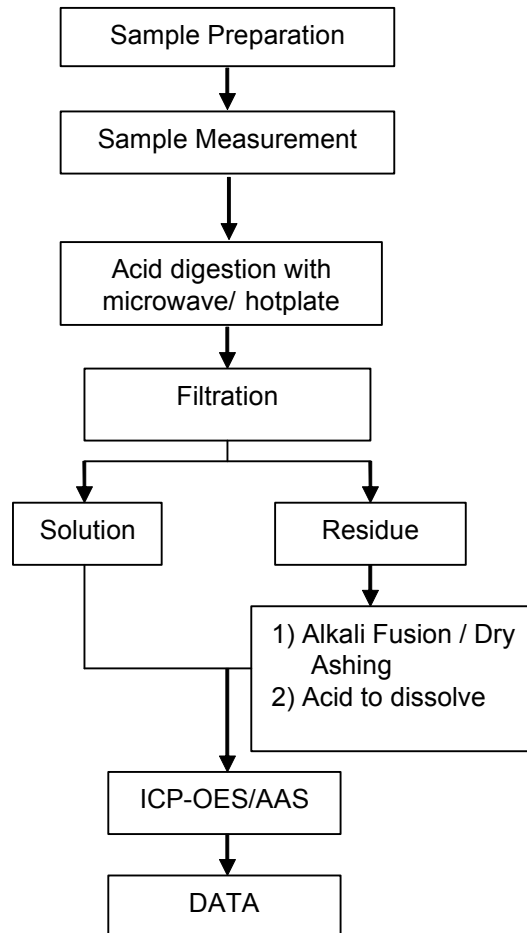 Sample Preparation
Sample Measurement
Acid digestion with
microwave/ hotplate
Filtration
Solution
Residue
1) Alkali Fusion / Dry
Ashing
2) Acid to dissolve
ICP-OES/AAS
DATA